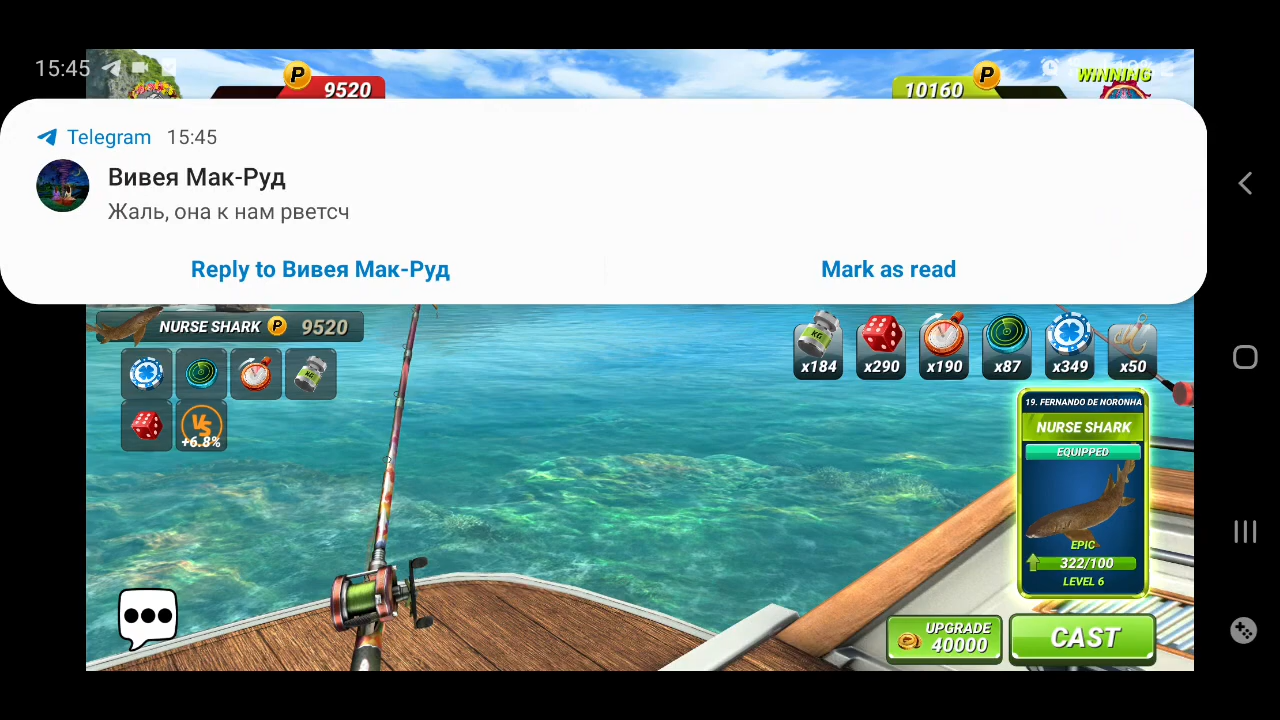 15:45
P 9520
10160 P
WINNING
Telegram 15:45
Вивея Мак-Руд
Жаль, она к нам рветсч
Reply to Вивея Мак-Руд
Mark as read
NURSE SHARK P 9520
VS
+6.8%
KG
x184
x290
x190
x87
x349
x50
19. FERNANDO DE NORONHA
NURSE SHARK
EQUIPPED
EPIC
322/100
LEVEL 6
UPGRADE
40000
CAST